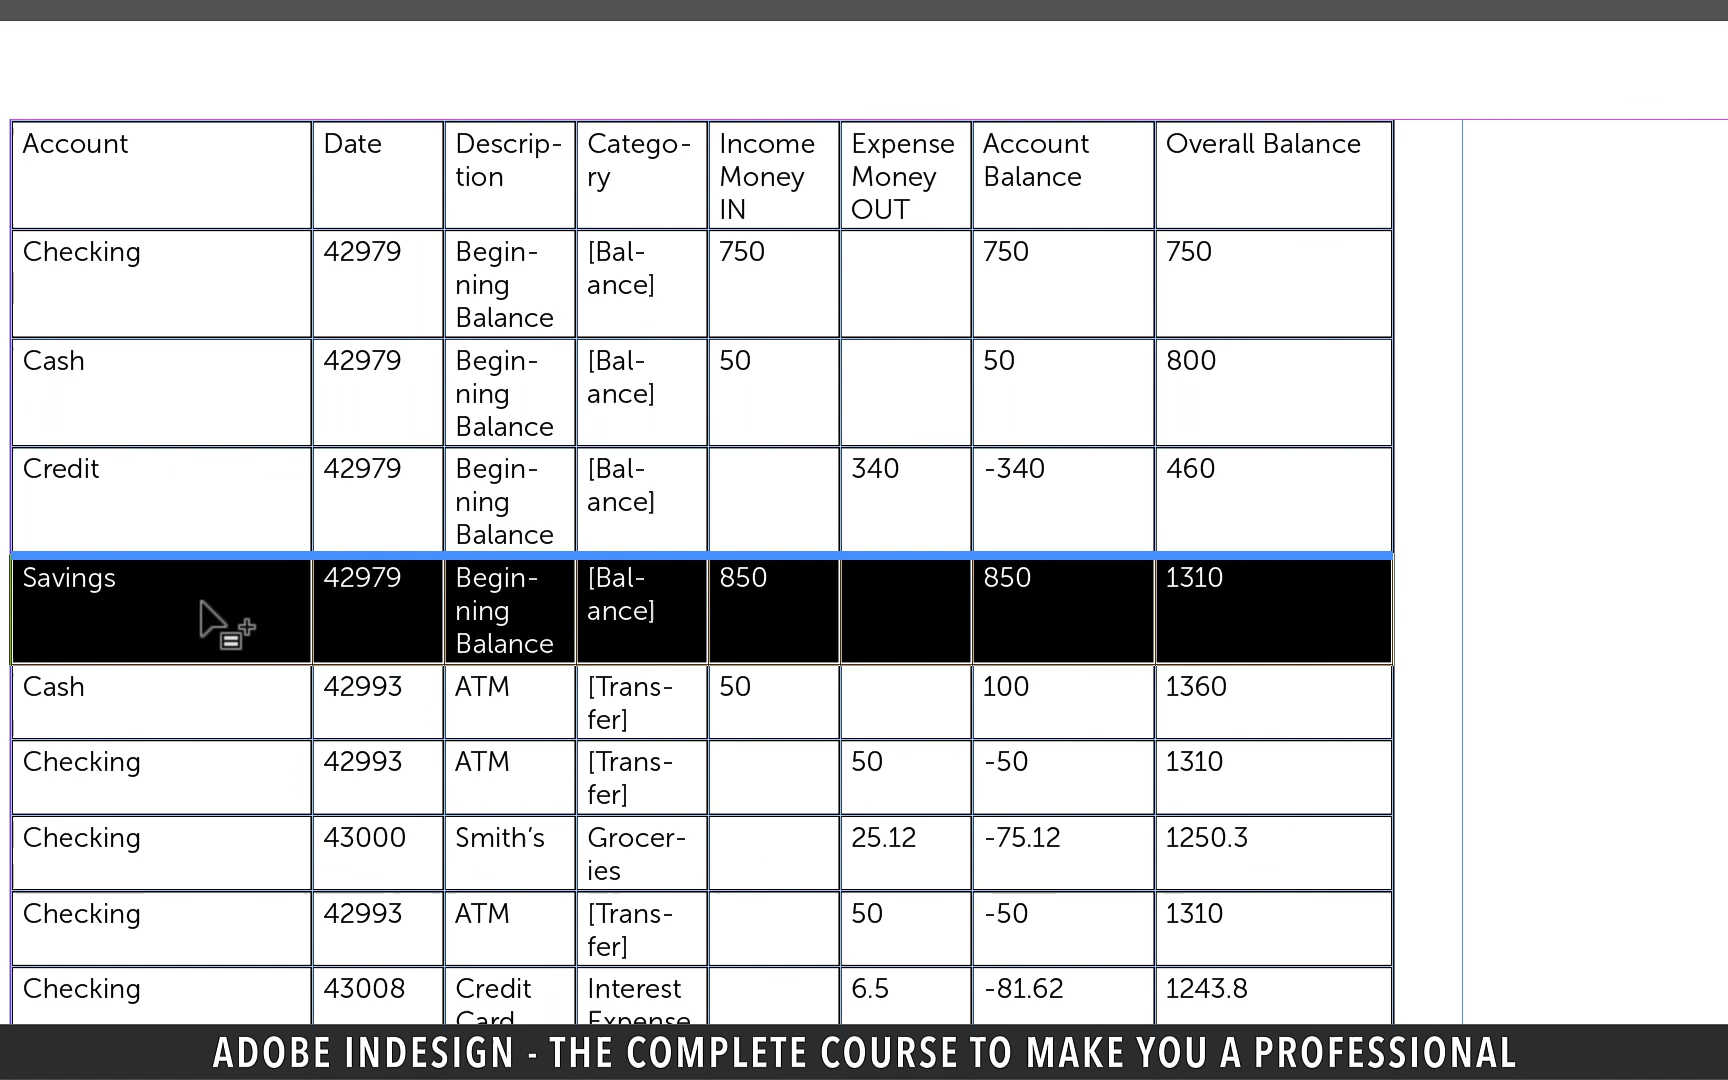 Account Date Descrip- Catego- Income Expense Account Overall Balance
tion ry Money Money Balance
IN OUT
Checking 42979 Begin- [Bal- 750 750 750
ning ance]
Balance
Cash 42979 Begin- [Bal- 50 50 800
ning ance]
Balance
Credit 42979 Begin- [Bal- 340 -340 460
ning ance]
Balance
Savings 42979 Begin- [Bal- 850 850 1310
ning ance]
Balance
Cash 42993 ATM [Trans- 50 100 1360
fer]
Checking 42993 ATM [Trans- 50 -50 1310
fer]
Checking 43000 Smith’s Grocer- 25.12 -75.12 1250.3
ies
Checking 42993 ATM [Trans- 50 -50 1310
fer]
Checking 43008 Credit Interest 6.5 -81.62 1243.8
Card Expense
ADOBE INDESIGN - THE COMPLETE COURSE TO MAKE YOU A PROFESSIONAL